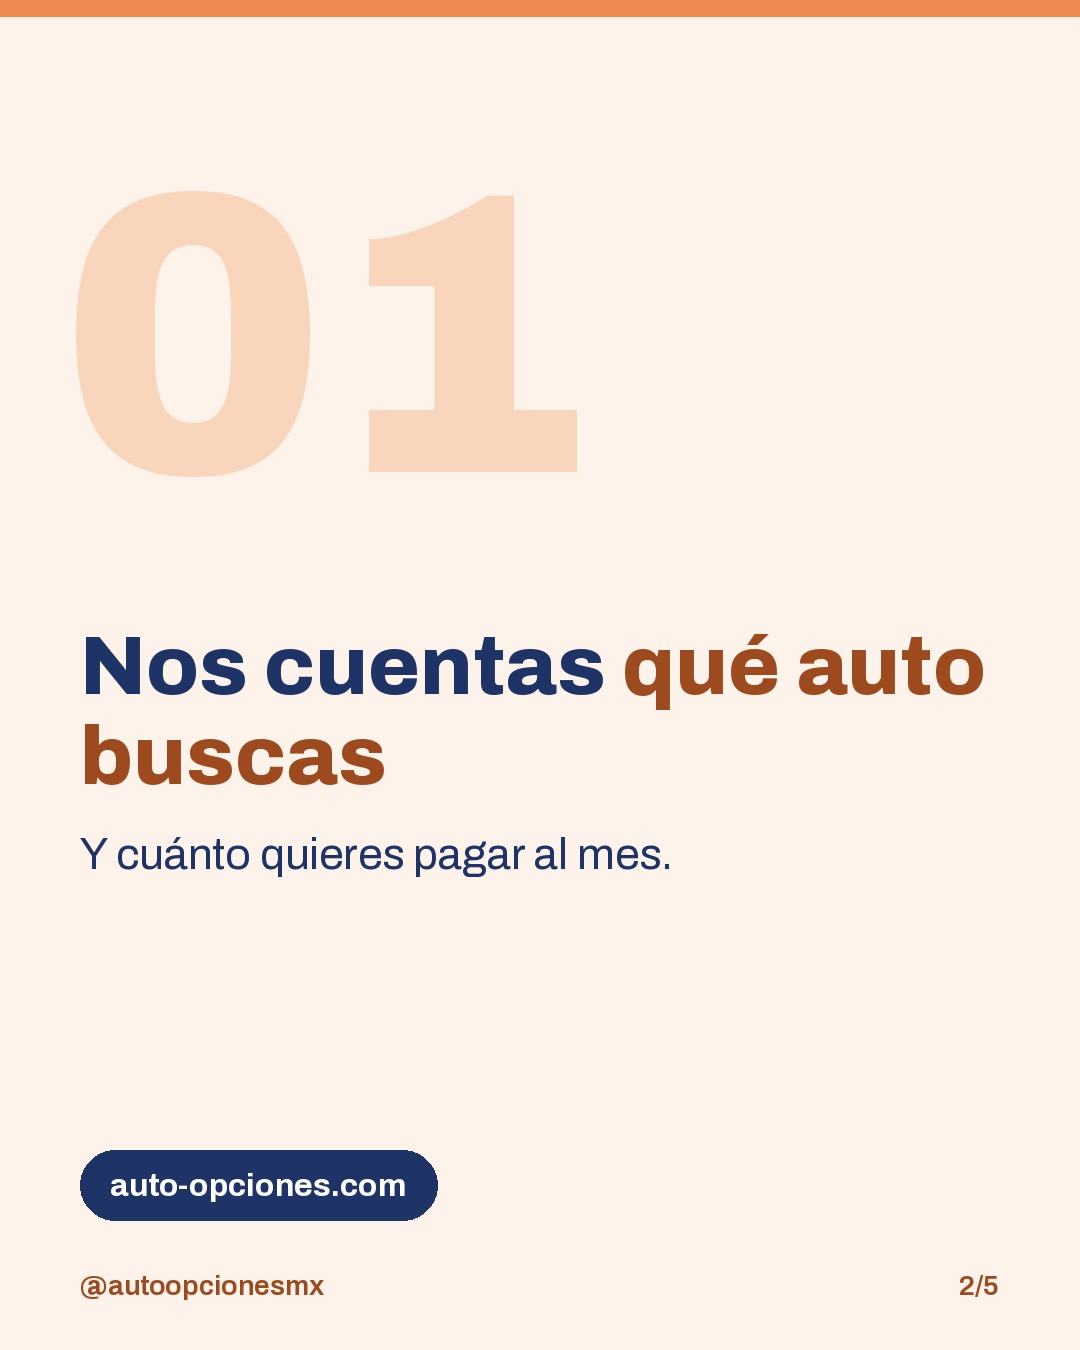 01
Nos cuentas qué auto
buscas
Y cuánto quieres pagar al mes.
auto-opciones.com
@autoopcionesmx
2/5